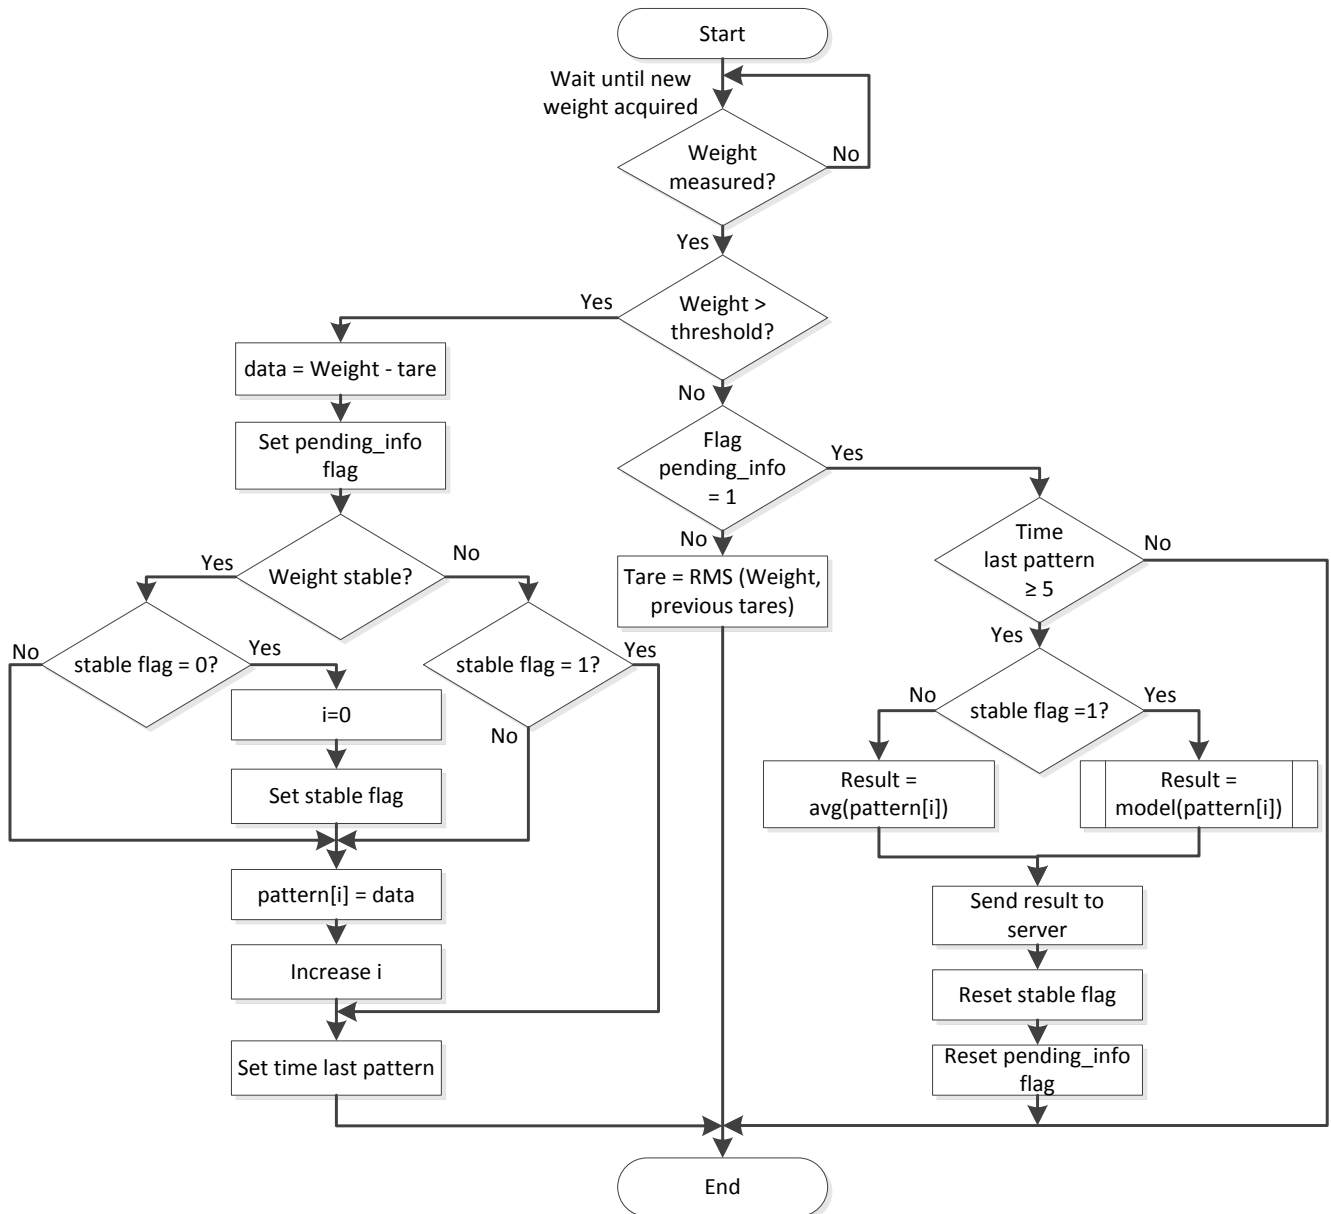 Start
Wait until new
weight acquired
Weight
measured?
No
Yes
Weight >
threshold?
Yes
No
data = Weight - tare
Set pending_info
flag
Weight stable?
Yes
No
stable flag = 0?
No
Yes
i=0
Set stable flag
stable flag = 1?
Yes
No
pattern[i] = data
Increase i
Set time last pattern
Flag
pending_info
= 1
Yes
No
Tare = RMS (Weight,
previous tares)
Time
last pattern
≥ 5
No
Yes
stable flag =1?
No
Yes
Result =
avg(pattern[i])
Result =
model(pattern[i])
Send result to
server
Reset stable flag
Reset pending_info
flag
End